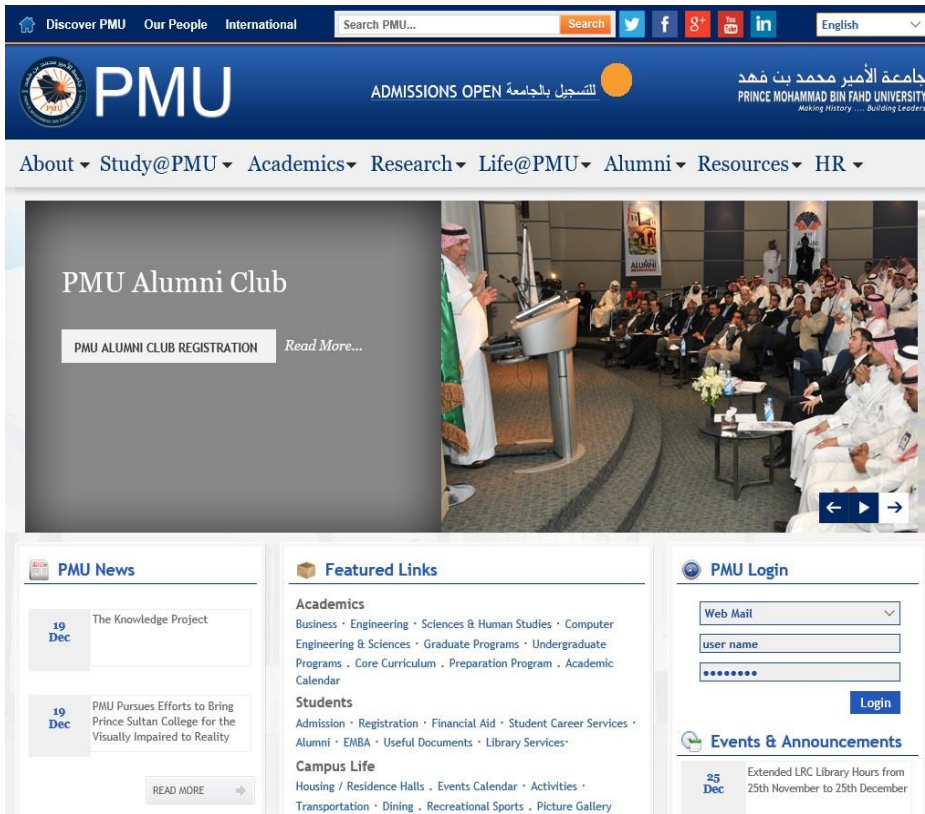 Discover PMU Our People International Search PMU... Search English
PMU
PMU
ADMISSIONS OPEN للتسجيل بالجامعة
جامعة الأمير محمد بن فهد
PRINCE MOHAMMAD BIN FAHD UNIVERSITY
Making History .... Building Leaders
About Study@PMU Academics Research Life@PMU Alumni Resources HR
PMU Alumni Club
PMU ALUMNI CLUB REGISTRATION Read More...
ALUMNI
PMU News
19
Dec
The Knowledge Project
19
Dec
PMU Pursues Efforts to Bring
Prince Sultan College for the
Visually Impaired to Reality
READ MORE
Featured Links
Academics
Business · Engineering · Sciences & Human Studies · Computer
Engineering & Sciences · Graduate Programs · Undergraduate
Programs . Core Curriculum . Preparation Program . Academic
Calendar
Students
Admission · Registration · Financial Aid · Student Career Services ·
Alumni · EMBA · Useful Documents · Library Services·
Campus Life
Housing / Residence Halls . Events Calendar · Activities ·
Transportation · Dining . Recreational Sports . Picture Gallery
PMU Login
Web Mail
user name
Login
Events & Announcements
25
Dec
Extended LRC Library Hours from
25th November to 25th December